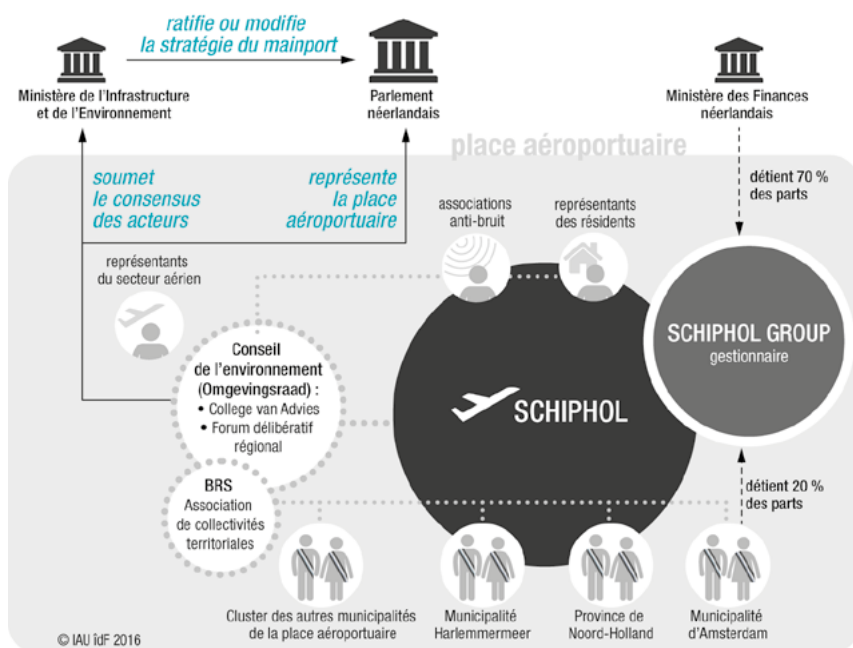 ratifie ou modifie
la stratégie du mainport
Ministère de l'Infrastructure
et de l'Environnement
Parlement
néerlandais
Ministère des Finances
néerlandais
place aéroportuaire
soumet
le consensus
des acteurs
représente
la place
aéroportuaire
associations
anti-bruit
représentants
des résidents
détient 70 %
des parts
représentants
du secteur aérien
Conseil
de l'environnement
(Omgevingsraad) :
• College van Advies
• Forum délibératif
régional
SCHIPHOL
SCHIPHOL GROUP
gestionnaire
BRS
Association
de collectivités
territoriales
détient 20 %
des parts
Cluster des autres municipalités
de la place aéroportuaire
Municipalité
Harlemmermeer
Province de
Noord-Holland
Municipalité
d'Amsterdam
© IAU îdF 2016